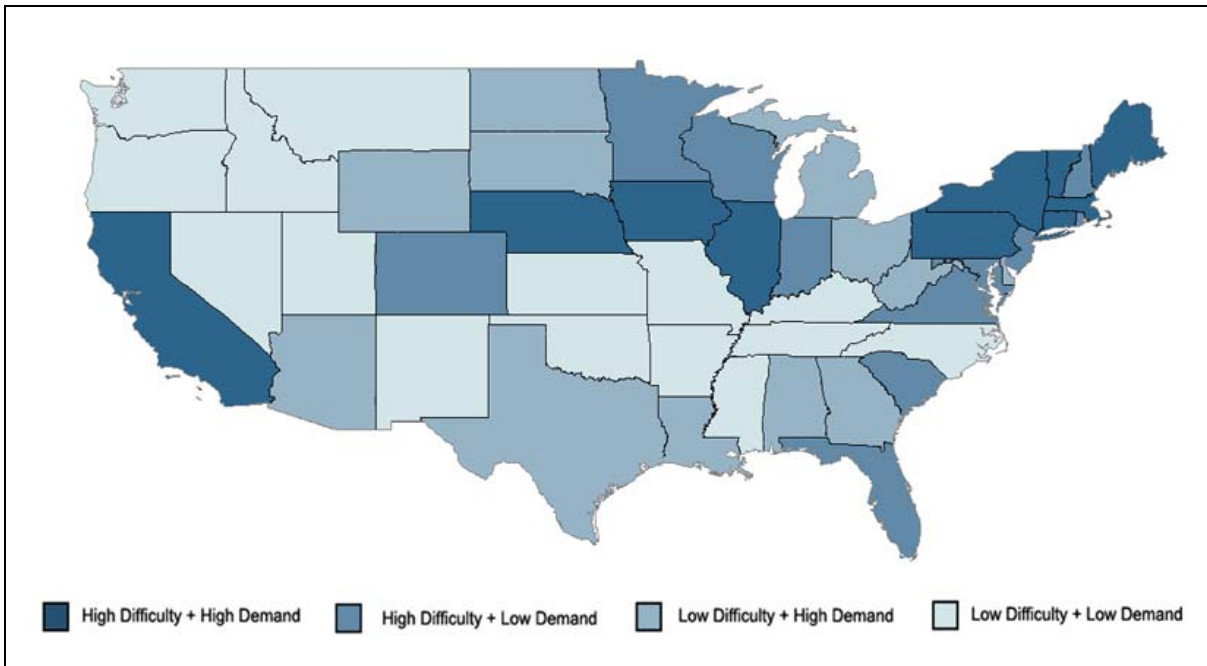 High Difficulty + High Demand
High Difficulty + Low Demand
Low Difficulty + High Demand
Low Difficulty + Low Demand